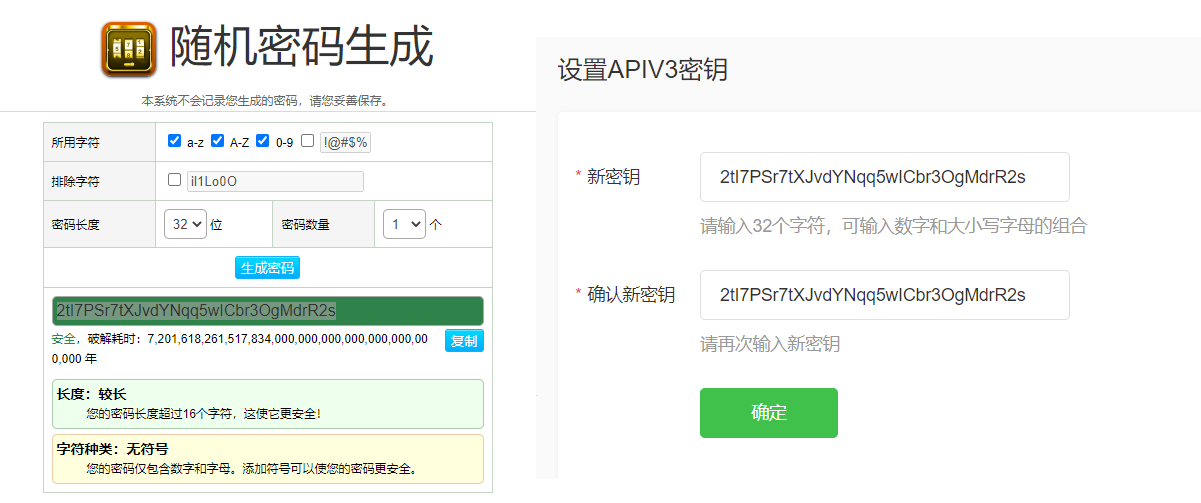 随机密码生成
本系统不会记录您生成的密码，请您妥善保存。
所用字符 a-z A-Z 0-9 !@#$%
排除字符 iI1Lo0O
密码长度 32 位 密码数量 1 个
生成密码
2tI7PSr7tXJvdYNqq5wICbr3OgMdrR2s
安全，破解耗时：7,201,618,261,517,834,000,000,000,000,000,000,00
0,000 年
复制
长度：较长
您的密码长度超过16个字符，这使它更安全！
字符种类：无符号
您的密码仅包含数字和字母。添加符号可以使您的密码更安全。
设置APIV3密钥
* 新密钥 2tI7PSr7tXJvdYNqq5wICbr3OgMdrR2s
请输入32个字符，可输入数字和大小写字母的组合
* 确认新密钥 2tI7PSr7tXJvdYNqq5wICbr3OgMdrR2s
请再次输入新密钥
确定